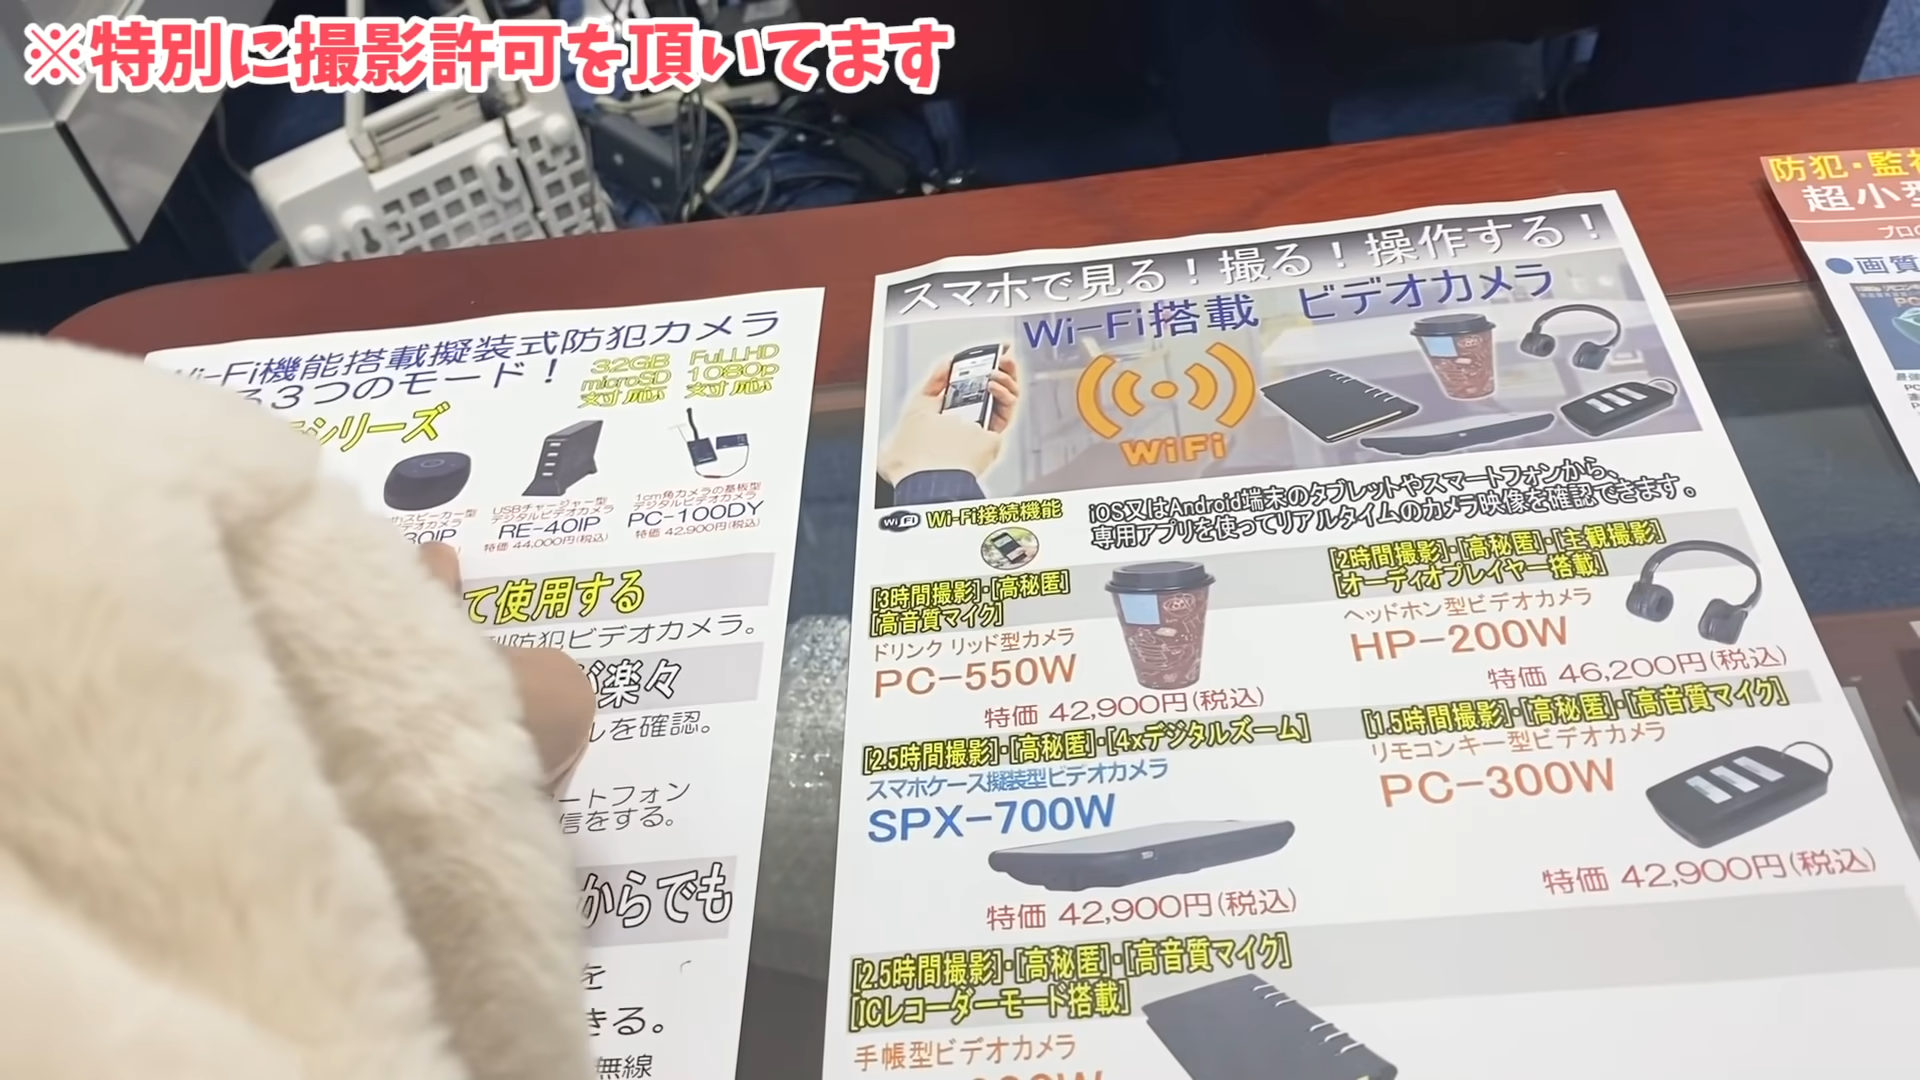 ※特別に撮影許可を頂いてます
Wi-Fi機能搭載擬装式防犯カメラ
3つのモード！
32GB
microSD
対応
FuLLHD
1080p
対応
シリーズ
USBチャージャー型
デジタルビデオカメラ
RE-40IP
特価 44,000円(税込)
1cm角カメラの基板型
デジタルビデオカメラ
PC-100DY
特価 42,900円(税込)
スピーカー型
30IP
て使用する
防犯ビデオカメラ。
が楽々
ルを確認。
ートフォン
信をする。
からでも
を
きる。
無線
スマホで見る！撮る！操作する！
Wi-Fi搭載 ビデオカメラ
WiFi
Wi-Fi接続機能
iOS又はAndroid端末のタブレットやスマートフォンから、
専用アプリを使ってリアルタイムのカメラ映像を確認できます。
[3時間撮影]・[高秘匿]
[高音質マイク]
ドリンクリッド型カメラ
PC-550W
特価 42,900円(税込)
[2時間撮影]・[高秘匿]・[主観撮影]
[オーディオプレイヤー搭載]
ヘッドホン型ビデオカメラ
HP-200W
特価 46,200円(税込)
[2.5時間撮影]・[高秘匿]・[4xデジタルズーム]
スマホケース擬装型ビデオカメラ
SPX-700W
特価 42,900円(税込)
[1.5時間撮影]・[高秘匿]・[高音質マイク]
リモコンキー型ビデオカメラ
PC-300W
特価 42,900円(税込)
[2.5時間撮影]・[高秘匿]・[高音質マイク]
[ICレコーダーモード搭載]
手帳型ビデオカメラ
防犯・監視
超小型
プロの
●画質